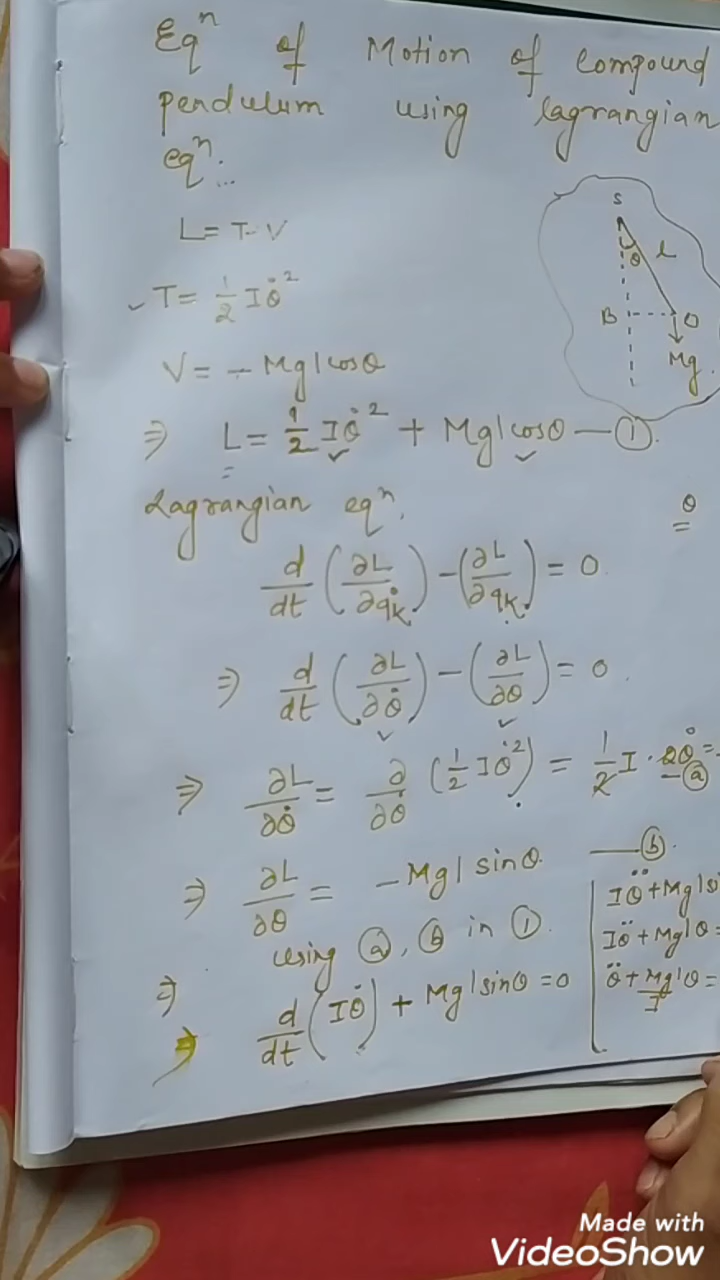 Eqⁿ of Motion of compound
pendulum using lagrangian
eqⁿ...
S
θ
l
B
O
Mg.
L = T - V
T = 1/2 Iθ̇²
V = - Mgl cosθ
⇒ L = 1/2 Iθ̇² + Mgl cosθ — ①.
Lagrangian eqⁿ.
θ
d/dt (∂L/∂q̇k) - (∂L/∂qk) = 0.
⇒ d/dt (∂L/∂θ̇) - (∂L/∂θ) = 0.
⇒ ∂L/∂θ̇ = ∂/∂θ̇ (1/2 Iθ̇²) = 1/2 I · 2θ̇ = — ⓐ
⇒ ∂L/∂θ = - Mgl sinθ. — ⓑ.
using ⓐ, ⓑ in ①.
⇒
⇒ d/dt (Iθ̇) + Mgl sinθ = 0
Iθ̈ + Mgl si
Iθ̈ + Mglθ =
θ̈ + Mgl/I θ =
Made with
VideoShow